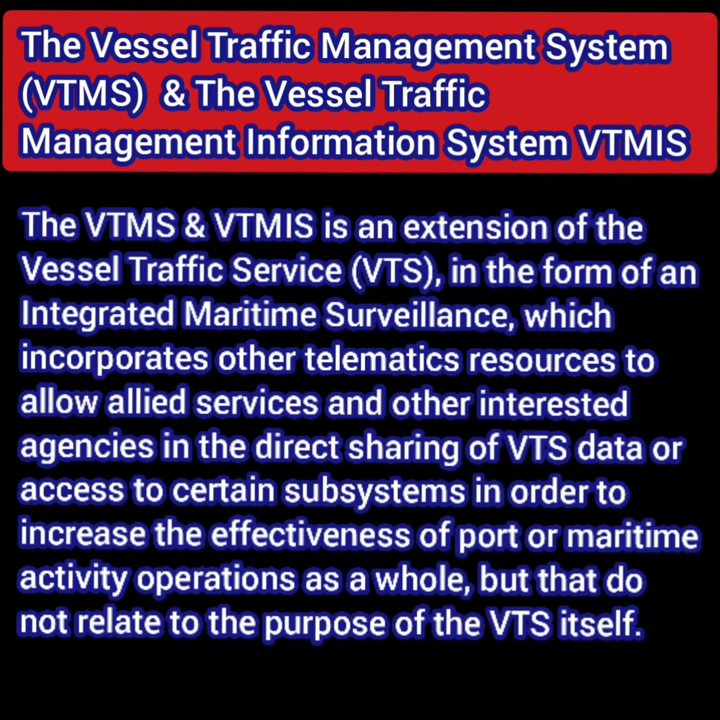 The Vessel Traffic Management System
(VTMS) & The Vessel Traffic
Management Information System VTMIS
The VTMS & VTMIS is an extension of the
Vessel Traffic Service (VTS), in the form of an
Integrated Maritime Surveillance, which
incorporates other telematics resources to
allow allied services and other interested
agencies in the direct sharing of VTS data or
access to certain subsystems in order to
increase the effectiveness of port or maritime
activity operations as a whole, but that do
not relate to the purpose of the VTS itself.